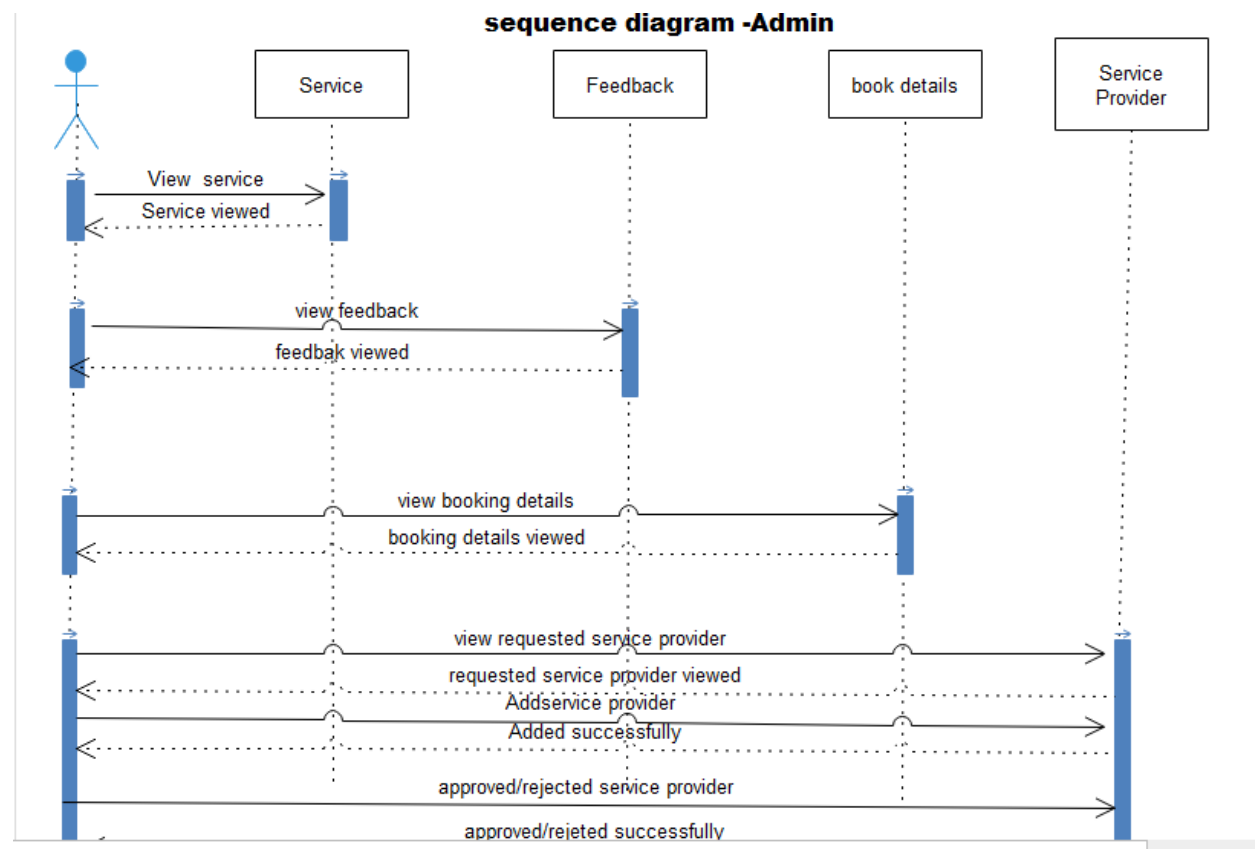 sequence diagram -Admin
Service
Feedback
book details
Service
Provider
View service
Service viewed
view feedback
feedbak viewed
view booking details
booking details viewed
view requested service provider
requested service provider viewed
Addservice provider
Added successfully
approved/rejected service provider
approved/rejeted successfully